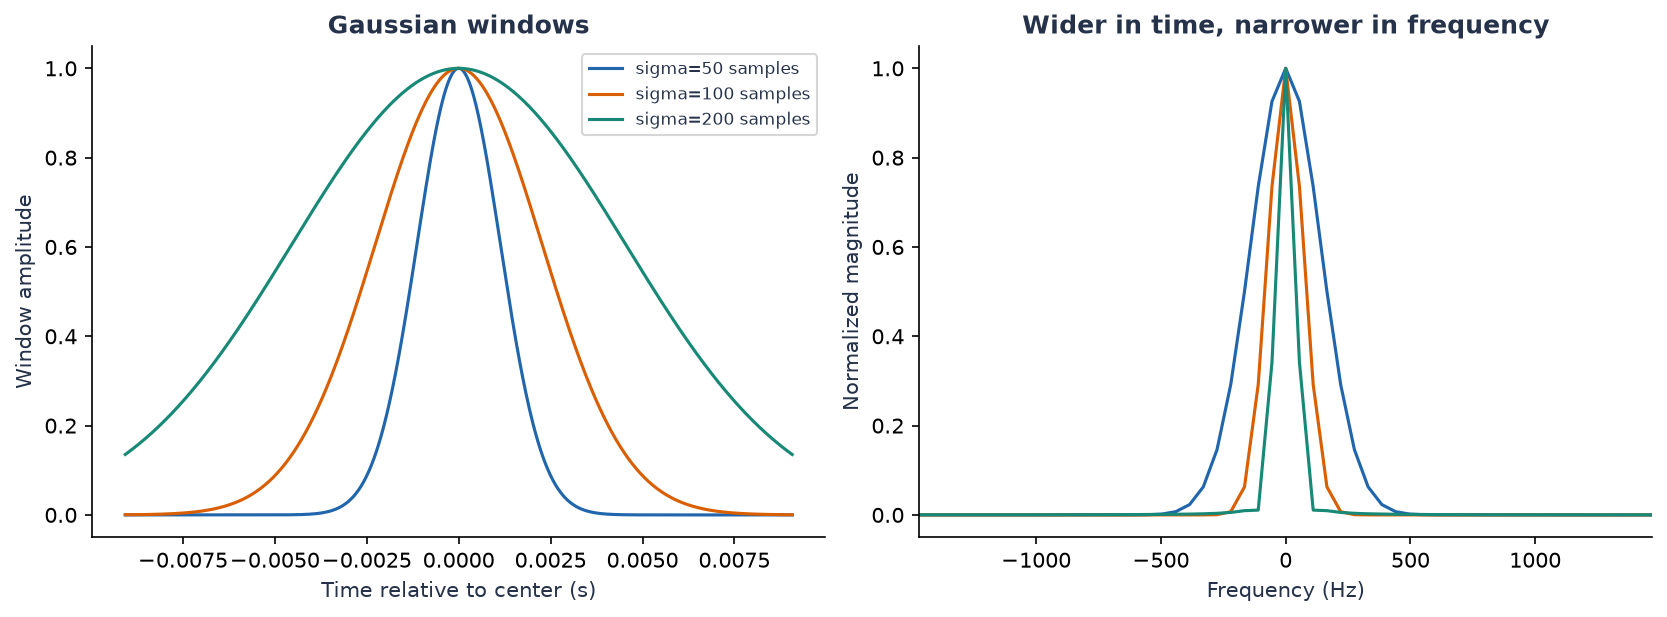 Gaussian windows
Window amplitude
1.0
0.8
0.6
0.4
0.2
0.0
sigma=50 samples
sigma=100 samples
sigma=200 samples
−0.0075 −0.0050 −0.0025 0.0000 0.0025 0.0050 0.0075
Time relative to center (s)
Wider in time, narrower in frequency
Normalized magnitude
1.0
0.8
0.6
0.4
0.2
0.0
−1000 −500 0 500 1000
Frequency (Hz)